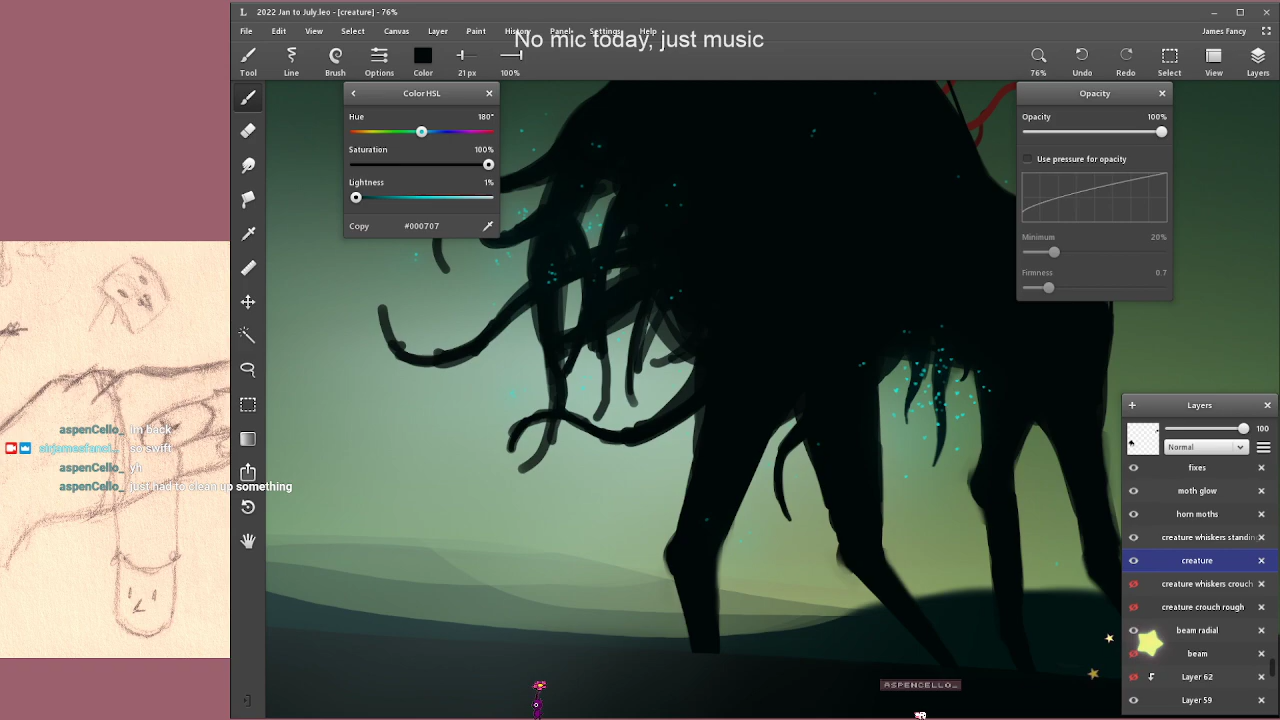 L 2022 Jan to July.leo - [creature] - 76%
File Edit View Select Canvas Layer Paint History Panel Settings Help James Fancy
No mic today, just music
Tool Line Brush Options Color 21 px 100% 76% Undo Redo Select View Layers
Color HSL
Hue 180°
Saturation 100%
Lightness 1%
Copy #000707
Opacity
Opacity 100%
Use pressure for opacity
Minimum 20%
Firmness 0.7
Layers
100
Normal
fixes
moth glow
horn moths
creature whiskers standin
creature
creature whiskers crouch
creature crouch rough
beam radial
beam
Layer 62
Layer 59
aspenCello_ im back
sirjamesfanci... so swift
aspenCello_ yh
aspenCello_ just had to clean up something
ASPENCELLO_